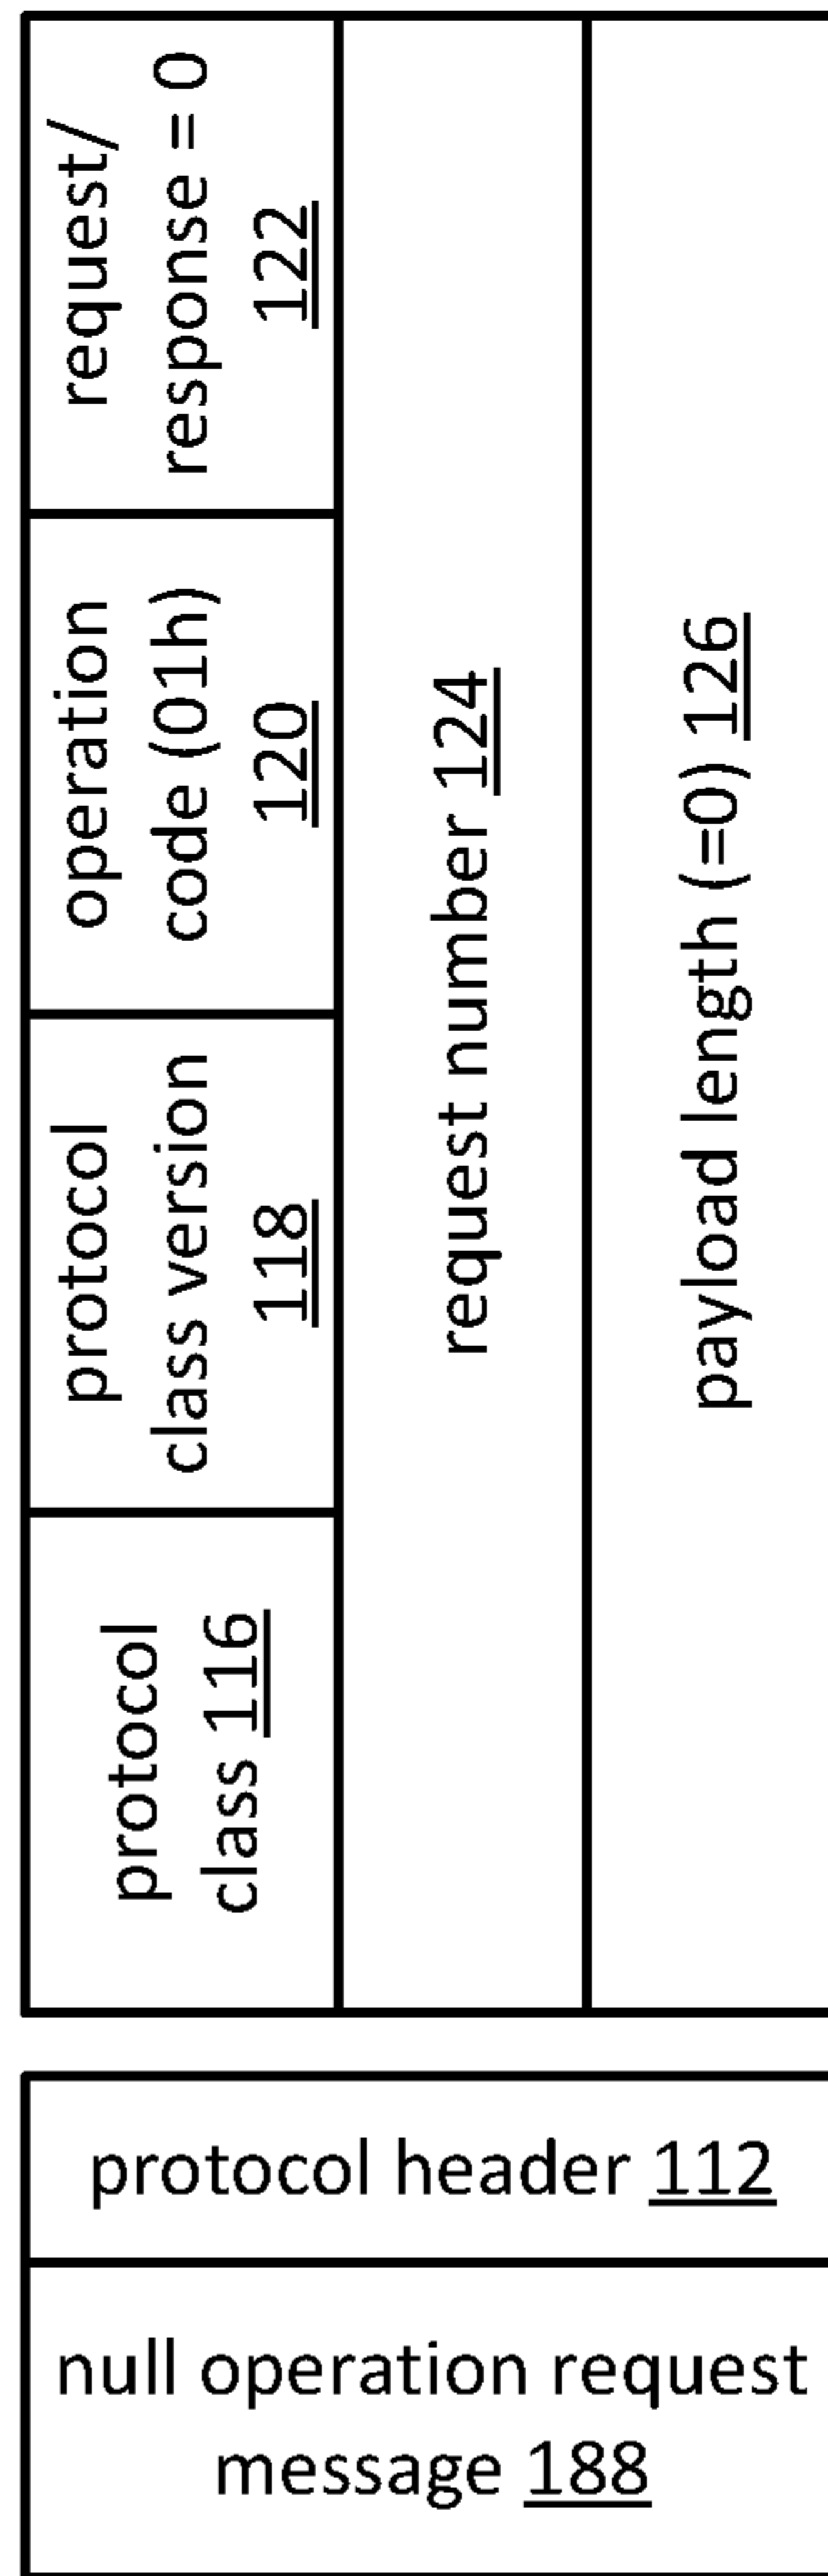 null operation request
message 188
protocol header 112
protocol
class 116
protocol
class version
118
operation
code (01h)
120
request/
response = 0
122
request number 124
payload length (=0) 126